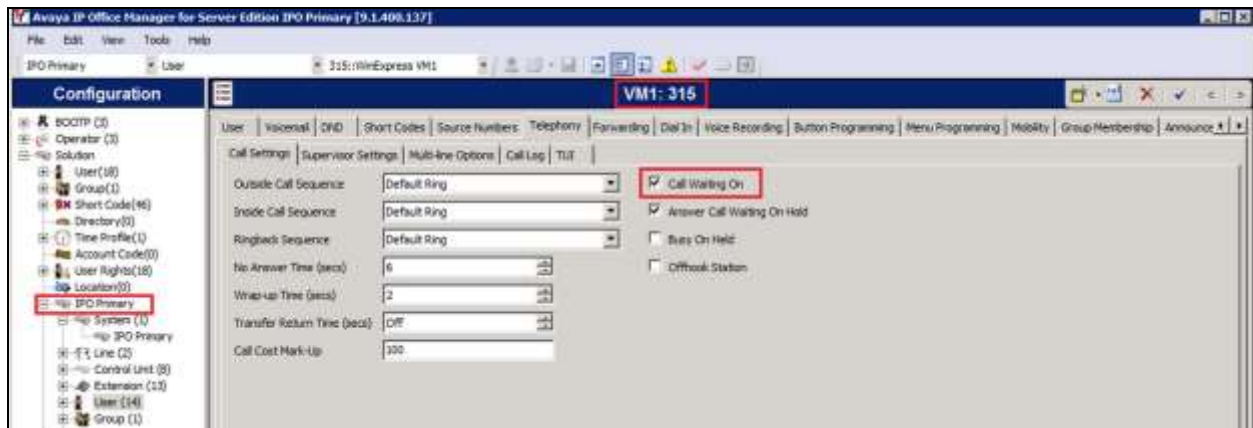 Avaya IP Office Manager for Server Edition IPO Primary [9.1.400.137]
File Edit View Tools Help
IPO Primary User 315: WinExpress VM1
Configuration VM1: 315
BOOTP (3)
Operator (3)
Solution
User(18)
Group(1)
Short Code(46)
Directory(0)
Time Profile(1)
Account Code(0)
User Rights(18)
Location(0)
IPO Primary
System (1)
IPO Primary
Line (2)
Control Unit (8)
Extension (13)
User (14)
Group (1)
User Voicemail DND Short Codes Source Numbers Telephony Forwarding Dial In Voice Recording Button Programming Menu Programming Mobility Group Membership Announce
Call Settings Supervisor Settings Multi-line Options Call Log TUI
Outside Call Sequence Default Ring Call Waiting On
Inside Call Sequence Default Ring Answer Call Waiting On Hold
Ringback Sequence Default Ring Busy On Held
No Answer Time (secs) 6 Offhook Station
Wrap-up Time (secs) 2
Transfer Return Time (secs) Off
Call Cost Mark-Up 100